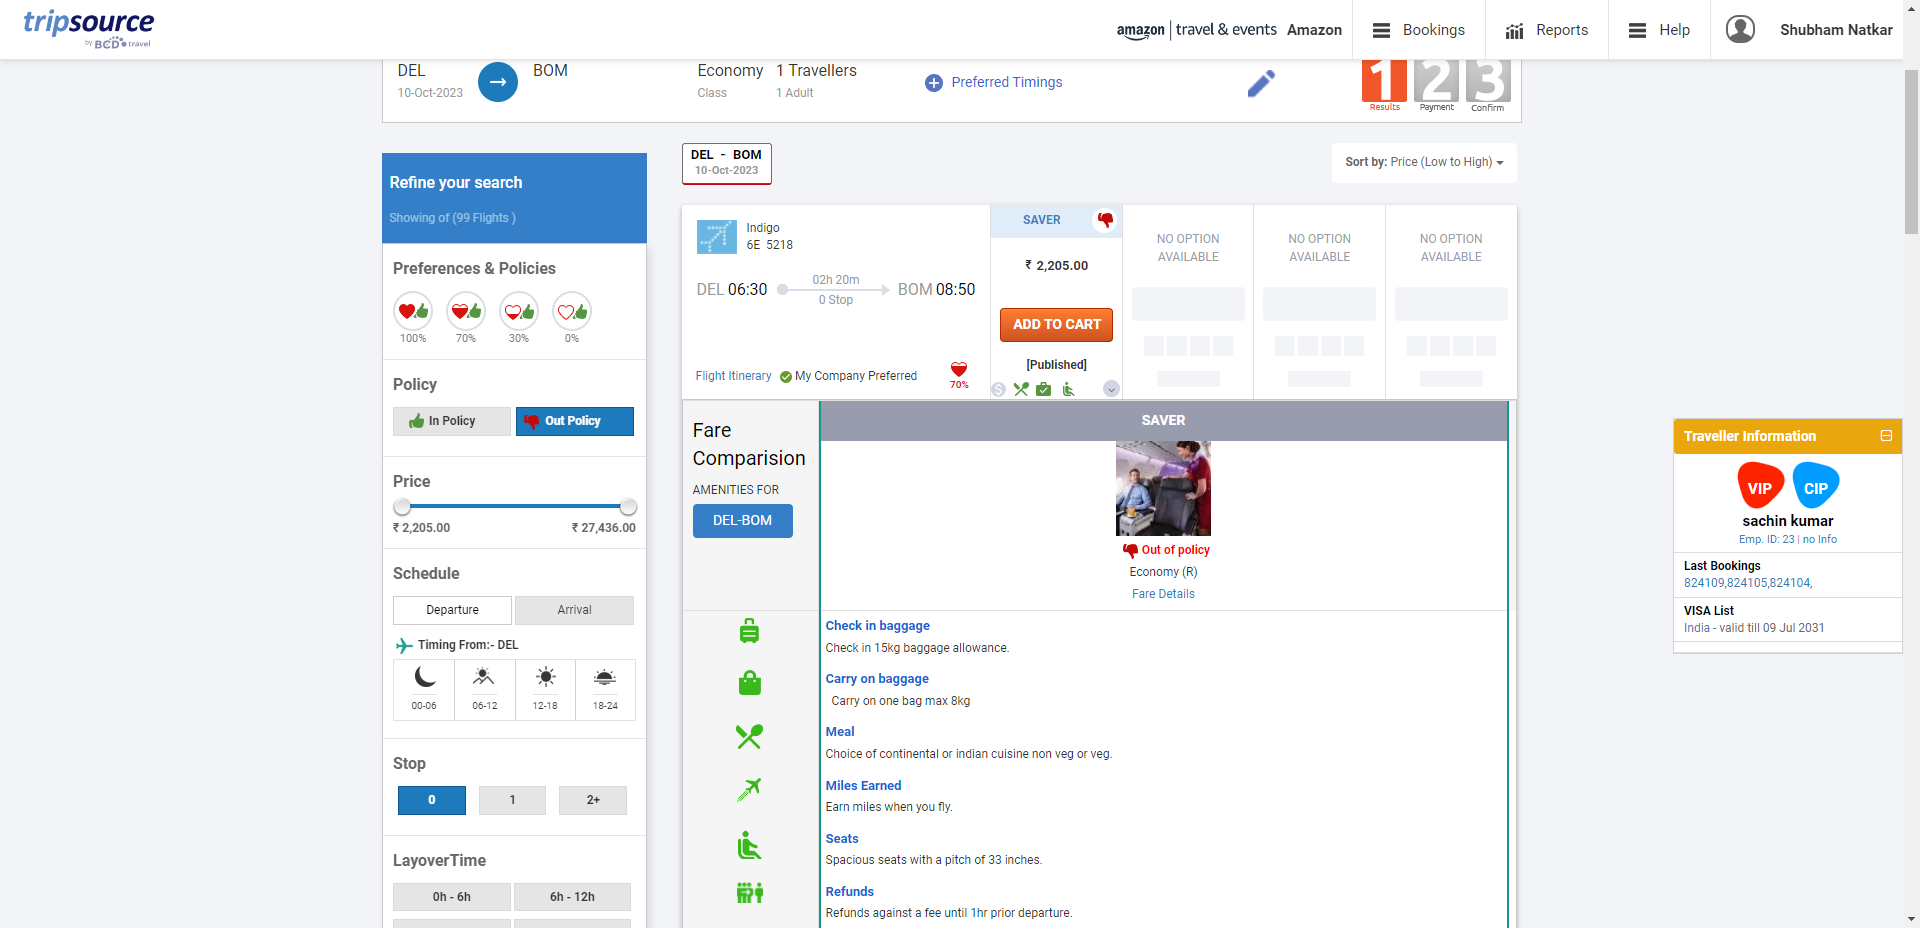 tripsource
by BCD travel
amazon | travel & events Amazon
Bookings
Reports
Help
Shubham Natkar
DEL
10-Oct-2023
BOM
Economy
Class
1 Travellers
1 Adult
Preferred Timings
1
Results
2
Payment
3
Confirm
Refine your search
Showing of (99 Flights )
Preferences & Policies
100%
70%
30%
0%
Policy
In Policy
Out Policy
Price
₹ 2,205.00
₹ 27,436.00
Schedule
Departure
Arrival
Timing From:- DEL
00-06
06-12
12-18
18-24
Stop
0
1
2+
LayoverTime
0h - 6h
6h - 12h
DEL - BOM
10-Oct-2023
Sort by: Price (Low to High)
Indigo
6E 5218
DEL 06:30
02h 20m
0 Stop
BOM 08:50
Flight Itinerary
My Company Preferred
70%
SAVER
₹ 2,205.00
ADD TO CART
[Published]
NO OPTION
AVAILABLE
NO OPTION
AVAILABLE
NO OPTION
AVAILABLE
Fare
Comparision
AMENITIES FOR
DEL-BOM
SAVER
Out of policy
Economy (R)
Fare Details
Check in baggage
Check in 15kg baggage allowance.
Carry on baggage
Carry on one bag max 8kg
Meal
Choice of continental or indian cuisine non veg or veg.
Miles Earned
Earn miles when you fly.
Seats
Spacious seats with a pitch of 33 inches.
Refunds
Refunds against a fee until 1hr prior departure.
Traveller Information
VIP
CIP
sachin kumar
Emp. ID: 23 | no Info
Last Bookings
824109,824105,824104,
VISA List
India - valid till 09 Jul 2031